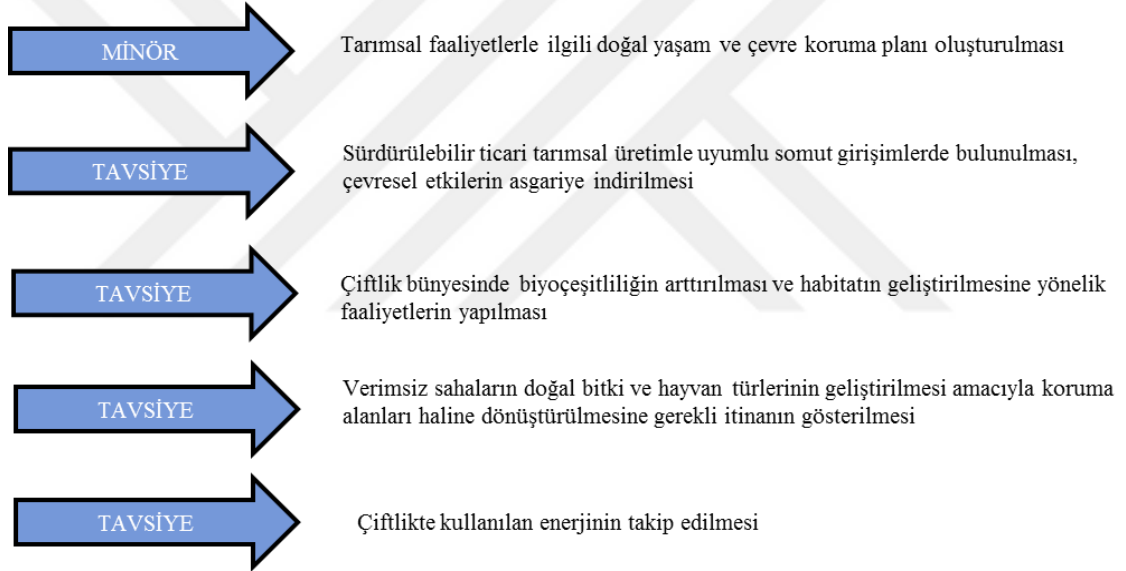 MİNÖR
Tarımsal faaliyetlerle ilgili doğal yaşam ve çevre koruma planı oluşturulması
TAVSİYE
Sürdürülebilir ticari tarımsal üretimle uyumlu somut girişimlerde bulunulması,
çevresel etkilerin asgariye indirilmesi
TAVSİYE
Çiftlik bünyesinde biyoçeşitliliğin arttırılması ve habitatın geliştirilmesine yönelik
faaliyetlerin yapılması
TAVSİYE
Verimsiz sahaların doğal bitki ve hayvan türlerinin geliştirilmesi amacıyla koruma
alanları haline dönüştürülmesine gerekli itinanın gösterilmesi
TAVSİYE
Çiftlikte kullanılan enerjinin takip edilmesi